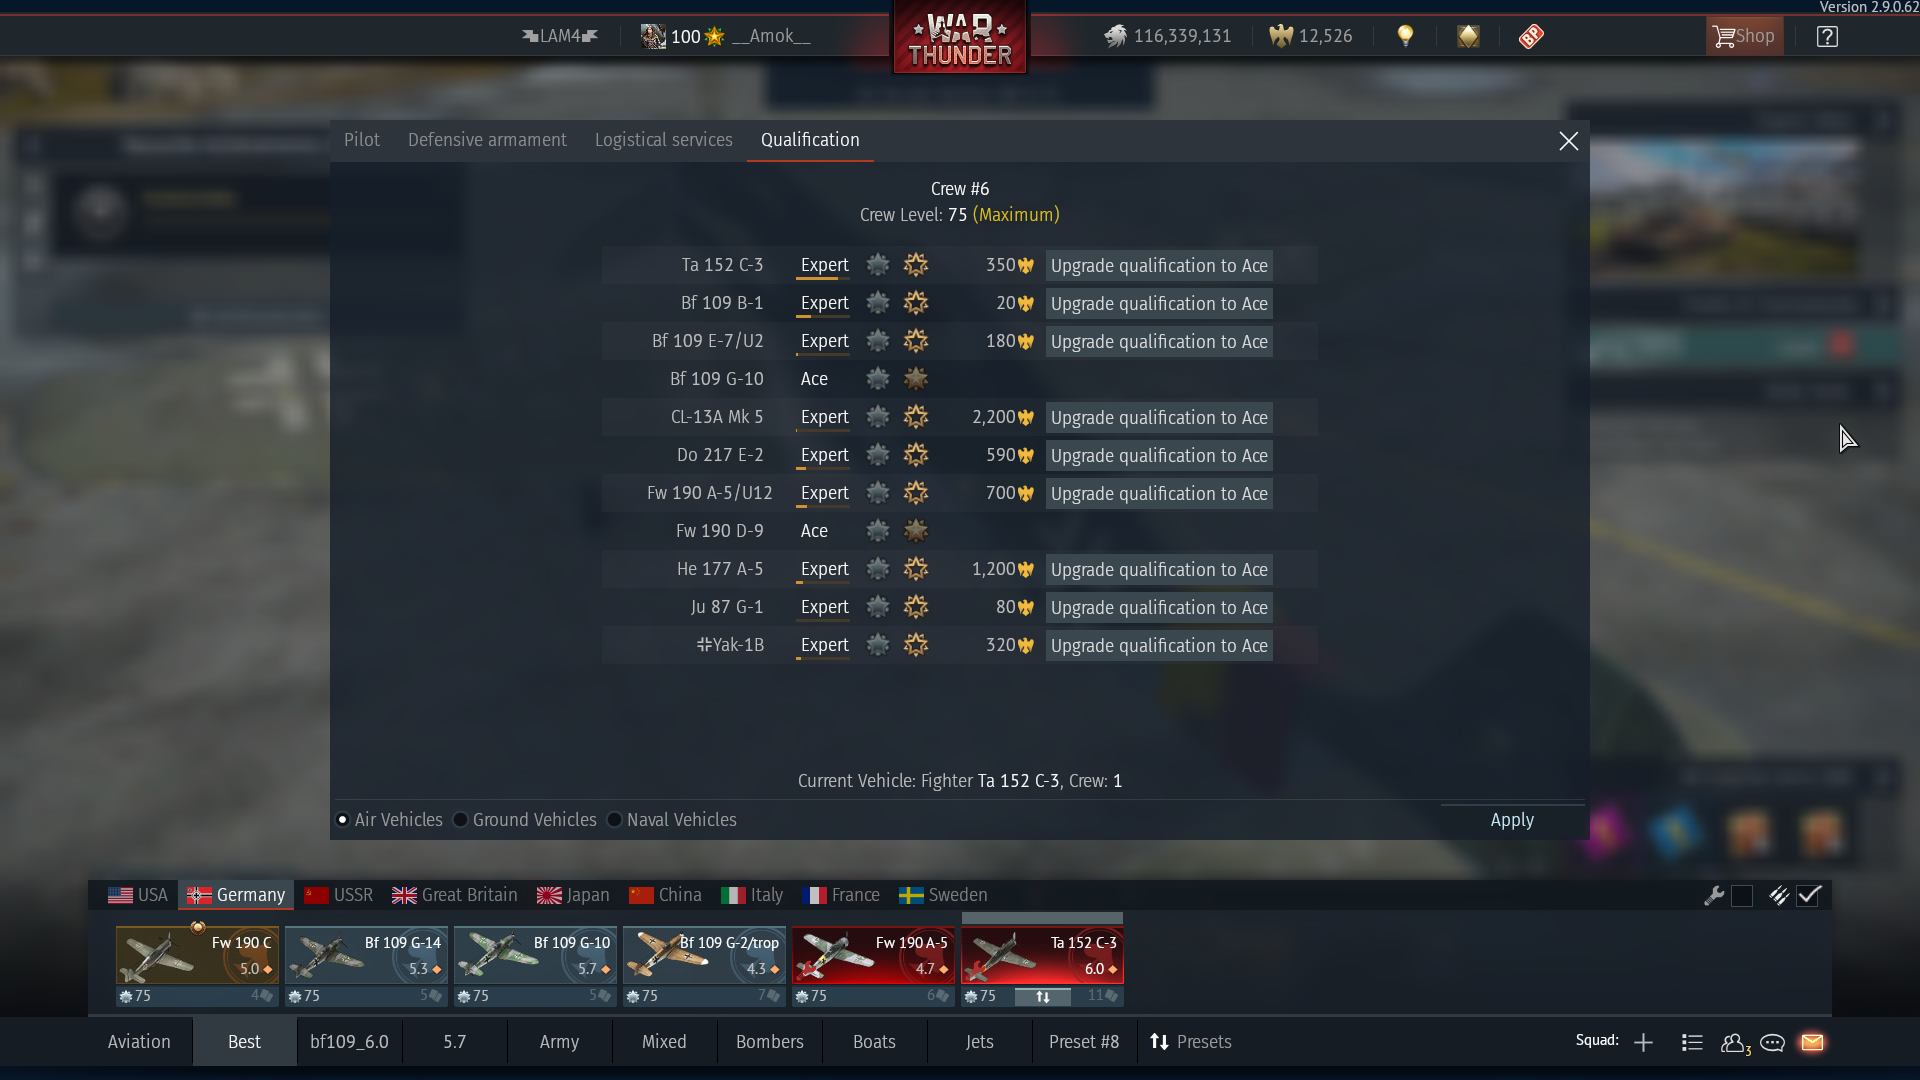 Version 2.9.0.62
LAM4
100 __Amok__
WAR THUNDER
116,339,131
12,526
BP
Shop
?
Pilot Defensive armament Logistical services Qualification
Crew #6
Crew Level: 75 (Maximum)
Ta 152 C-3 Expert 350 Upgrade qualification to Ace
Bf 109 B-1 Expert 20 Upgrade qualification to Ace
Bf 109 E-7/U2 Expert 180 Upgrade qualification to Ace
Bf 109 G-10 Ace
CL-13A Mk 5 Expert 2,200 Upgrade qualification to Ace
Do 217 E-2 Expert 590 Upgrade qualification to Ace
Fw 190 A-5/U12 Expert 700 Upgrade qualification to Ace
Fw 190 D-9 Ace
He 177 A-5 Expert 1,200 Upgrade qualification to Ace
Ju 87 G-1 Expert 80 Upgrade qualification to Ace
Yak-1B Expert 320 Upgrade qualification to Ace
Current Vehicle: Fighter Ta 152 C-3, Crew: 1
Air Vehicles Ground Vehicles Naval Vehicles Apply
USA Germany USSR Great Britain Japan China Italy France Sweden
Fw 190 C Bf 109 G-14 Bf 109 G-10 Bf 109 G-2/trop Fw 190 A-5 Ta 152 C-3
5.0 5.3 5.7 4.3 4.7 6.0
75 4 75 5 75 5 75 7 75 6 75 11
Aviation Best bf109_6.0 5.7 Army Mixed Bombers Boats Jets Preset #8 Presets Squad: 3